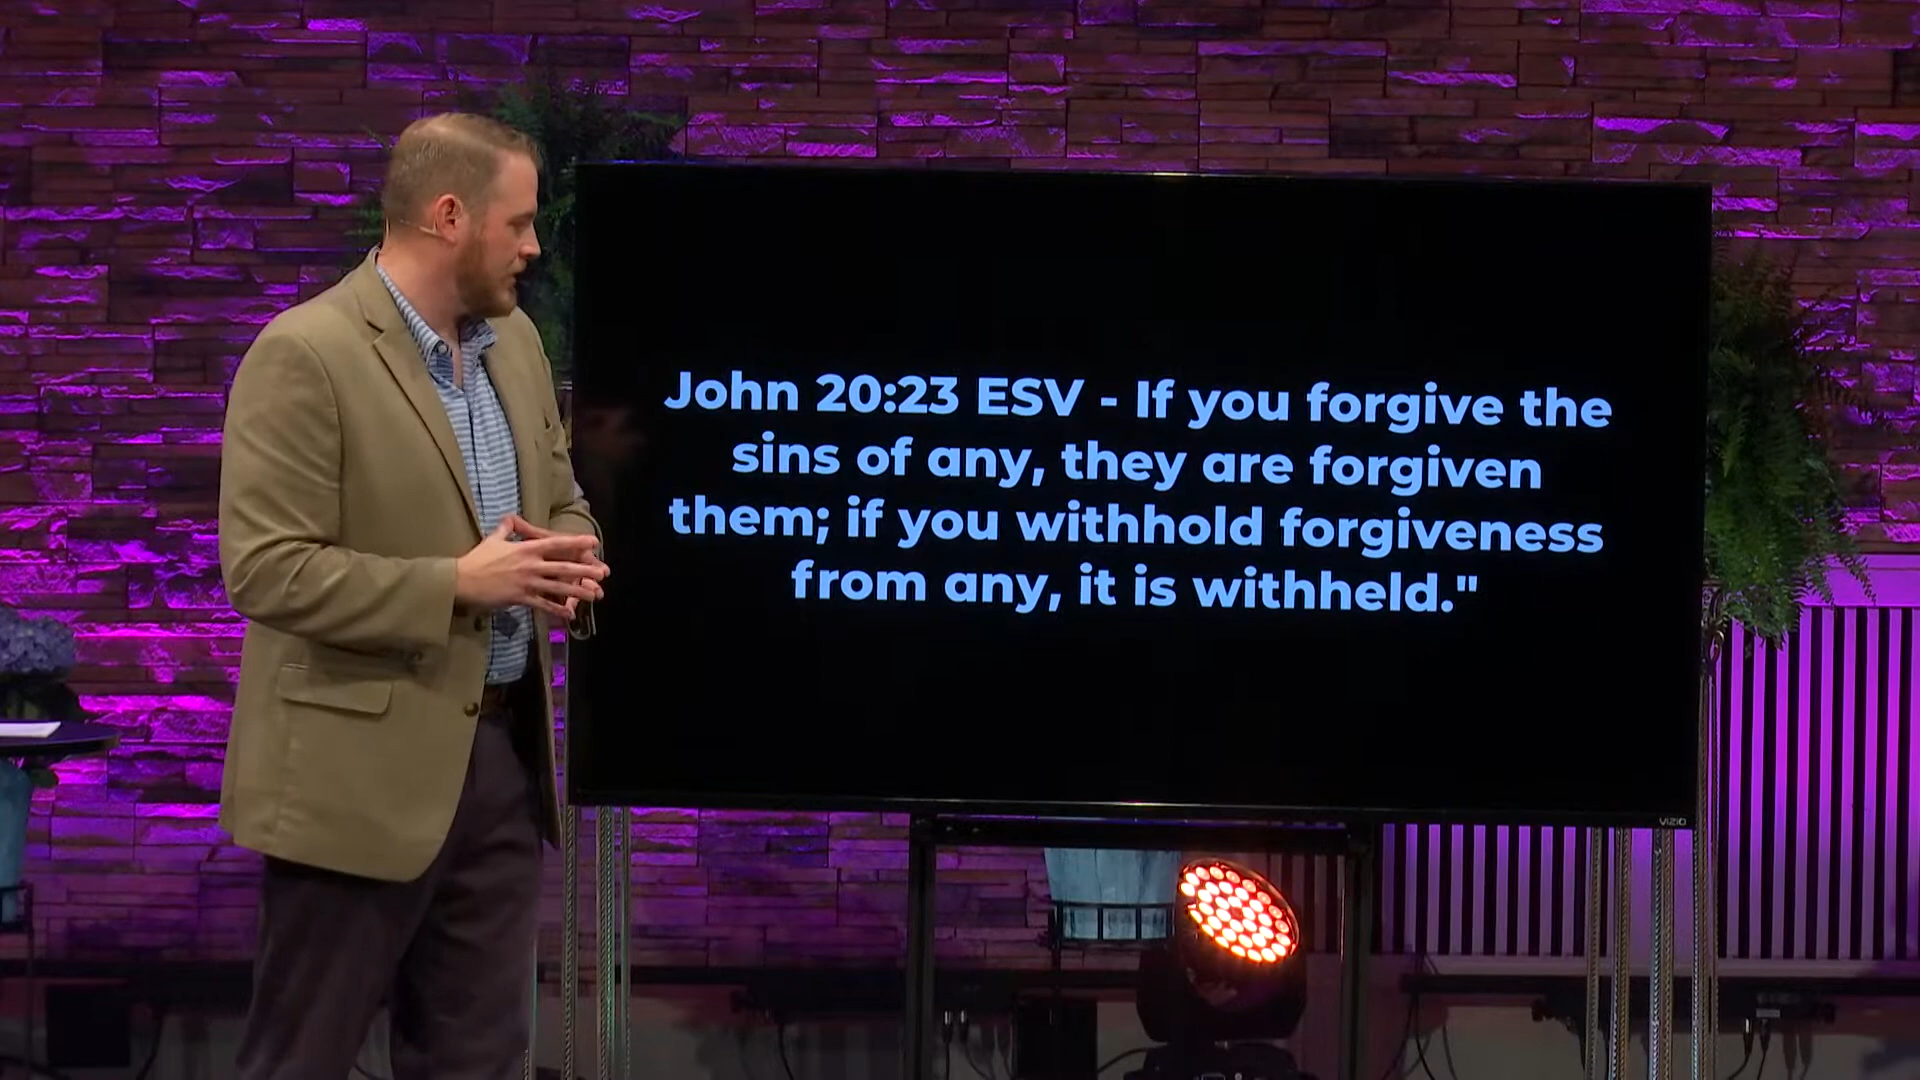 John 20:23 ESV - If you forgive the
sins of any, they are forgiven
them; if you withhold forgiveness
from any, it is withheld."
VIZIO